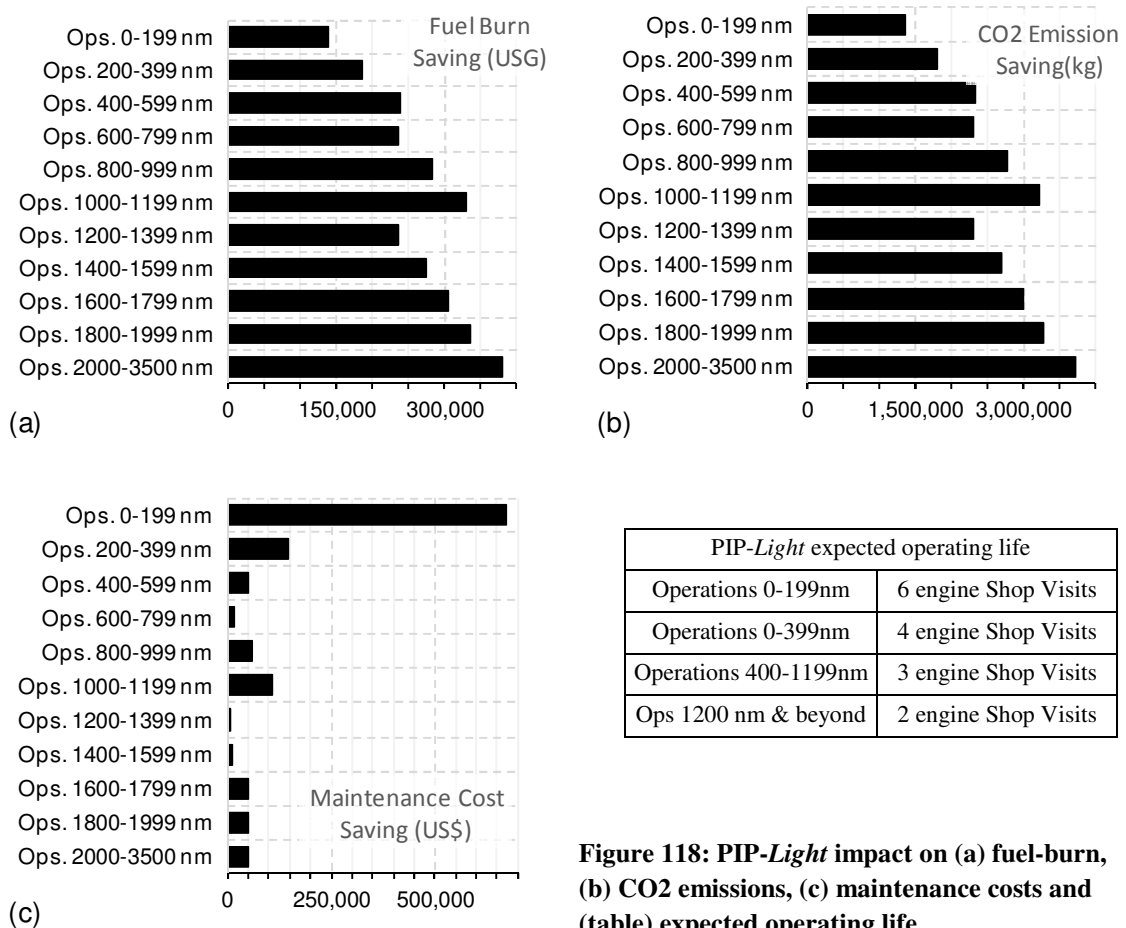 Fuel Burn
Saving (USG)
Ops. 0-199 nm
Ops. 200-399 nm
Ops. 400-599 nm
Ops. 600-799 nm
Ops. 800-999 nm
Ops. 1000-1199 nm
Ops. 1200-1399 nm
Ops. 1400-1599 nm
Ops. 1600-1799 nm
Ops. 1800-1999 nm
Ops. 2000-3500 nm
0 150,000 300,000
(a)
CO2 Emission
Saving(kg)
Ops. 0-199 nm
Ops. 200-399 nm
Ops. 400-599 nm
Ops. 600-799 nm
Ops. 800-999 nm
Ops. 1000-1199 nm
Ops. 1200-1399 nm
Ops. 1400-1599 nm
Ops. 1600-1799 nm
Ops. 1800-1999 nm
Ops. 2000-3500 nm
0 1,500,000 3,000,000
(b)
Ops. 0-199 nm
Ops. 200-399 nm
Ops. 400-599 nm
Ops. 600-799 nm
Ops. 800-999 nm
Ops. 1000-1199 nm
Ops. 1200-1399 nm
Ops. 1400-1599 nm
Ops. 1600-1799 nm
Ops. 1800-1999 nm
Ops. 2000-3500 nm
Maintenance Cost
Saving (US$)
0 250,000 500,000
(c)
PIP-Light expected operating life
Operations 0-199nm 6 engine Shop Visits
Operations 0-399nm 4 engine Shop Visits
Operations 400-1199nm 3 engine Shop Visits
Ops 1200 nm & beyond 2 engine Shop Visits
Figure 118: PIP-Light impact on (a) fuel-burn,
(b) CO2 emissions, (c) maintenance costs and
(table) expected operating life